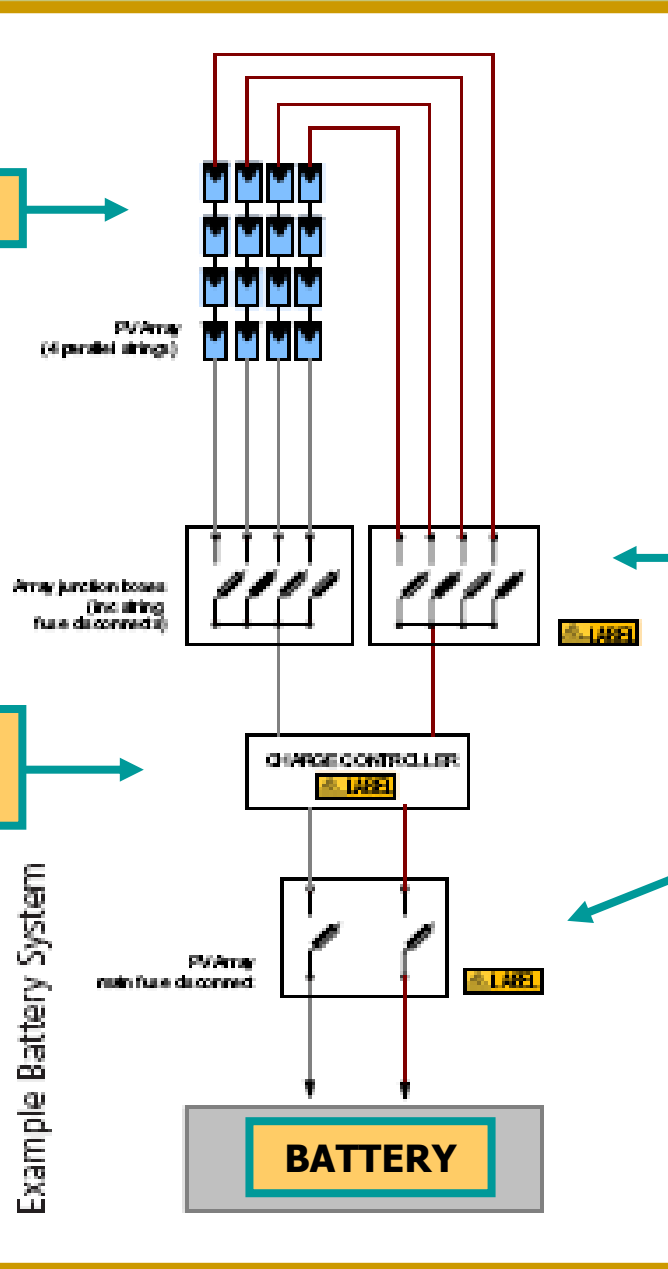 PV Array
(4 parallel strings)
Array junction boxes
(inc string
fuse disconnects)
LABEL
CHARGE CONTROLLER
LABEL
PV Array
main fuse disconnect
LABEL
Example Battery System
BATTERY